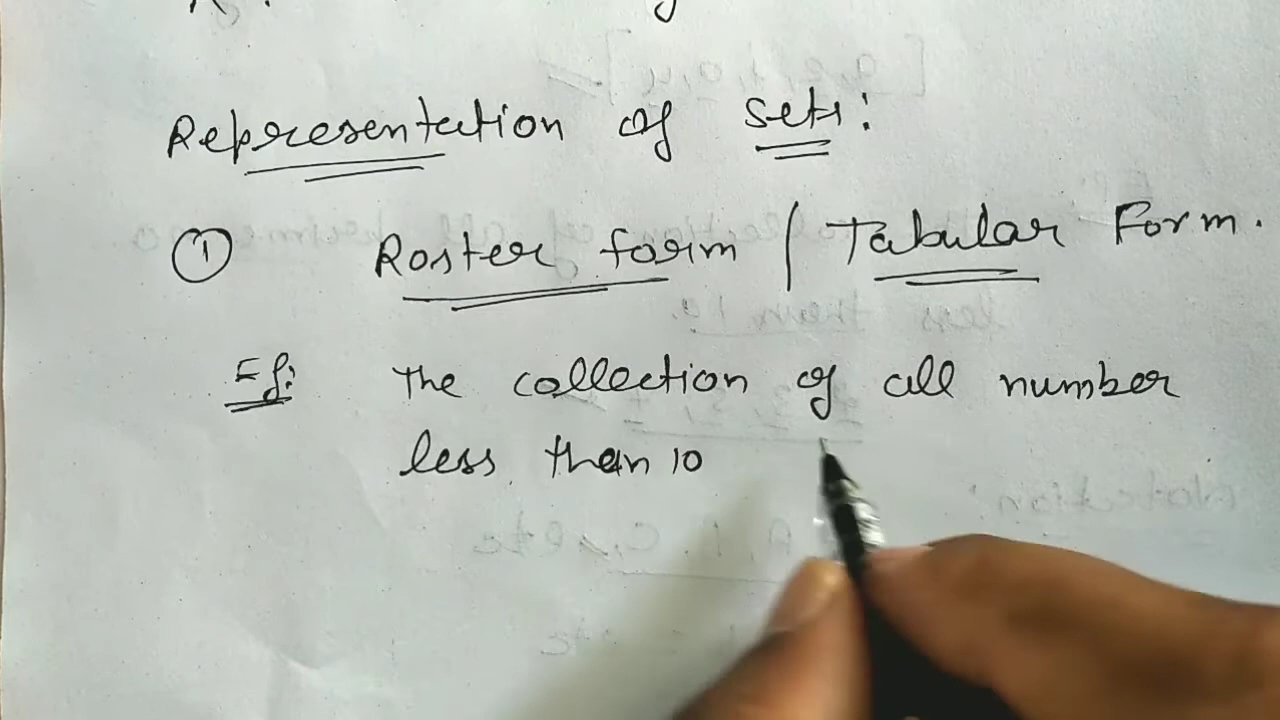 Representation of sets:
① Roster form / Tabular Form.
Eg: The collection of all number
less than 10